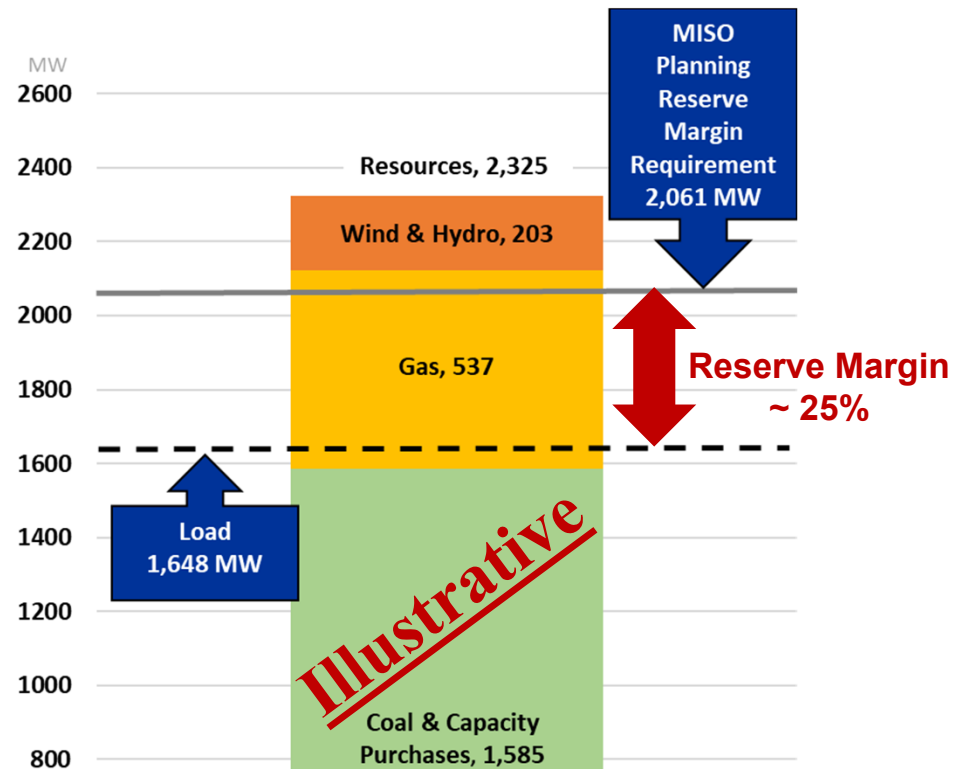 MISO
Planning
Reserve
Margin
Requirement
2,061 MW
MW
2600
2400
Resources, 2,325
2200
Wind & Hydro, 203
2000
Gas, 537
Reserve Margin
~ 25%
1800
1600
1400
Load
1,648 MW
1200
Illustrative
1000
Coal & Capacity
Purchases, 1,585
800